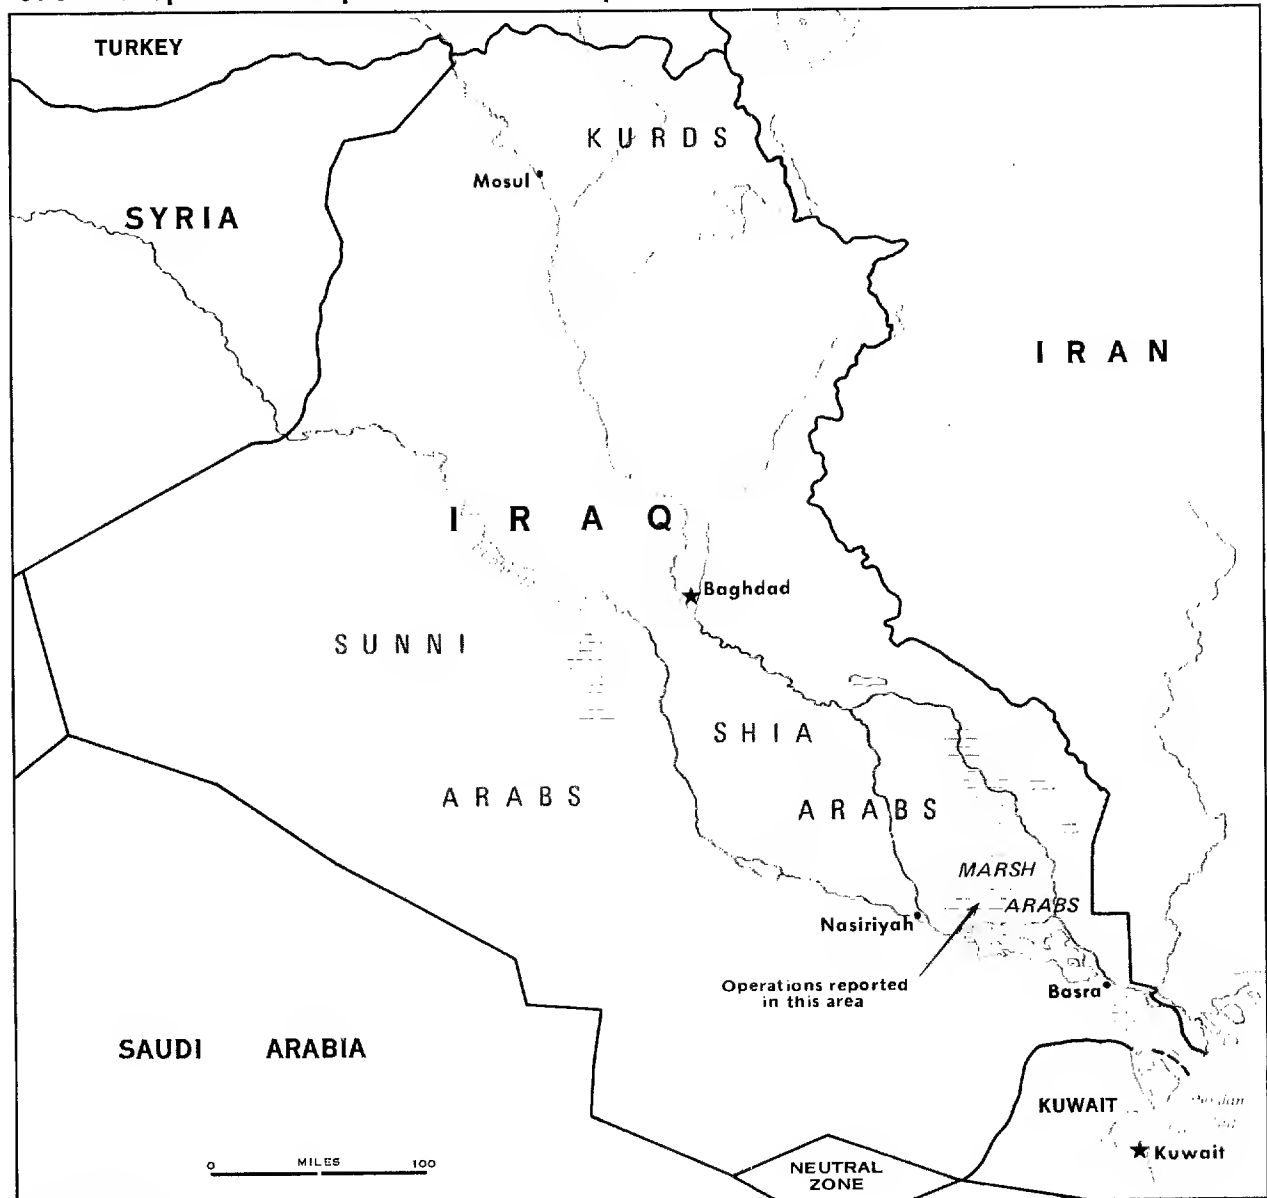 TURKEY
KURDS
Mosul
SYRIA
IRAN
IRAQ
Baghdad
SUNNI
SHIA
ARABS
ARABS
MARSH
ARABS
Nasiriyah
Operations reported
in this area
Basra
SAUDI ARABIA
KUWAIT
Kuwait
0 MILES 100
NEUTRAL
ZONE